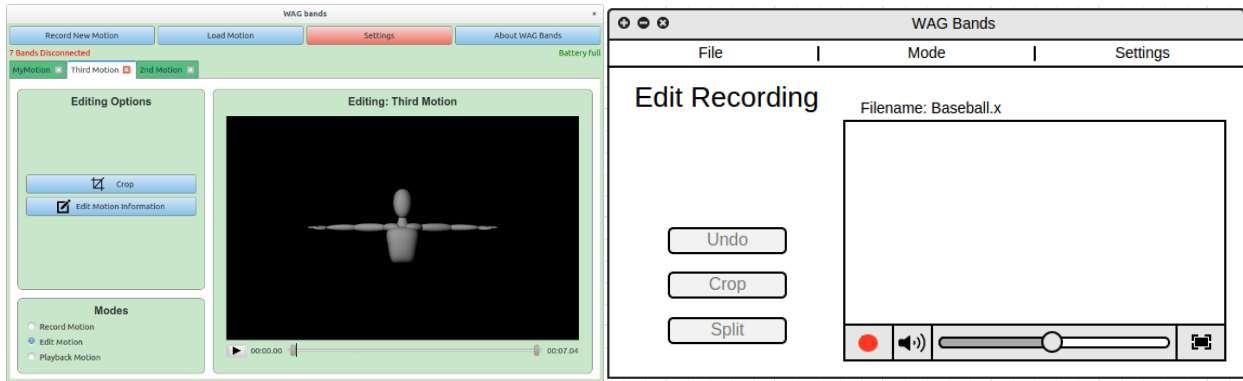 WAG bands
Record New Motion Load Motion Settings About WAG Bands
7 Bands Disconnected Battery full
MyMotion Third Motion 2nd Motion
Editing Options
Crop
Edit Motion Information
Modes
Record Motion
Edit Motion
Playback Motion
Editing: Third Motion
00:00.00 00:07.04
WAG Bands
File Mode Settings
Edit Recording
Filename: Baseball.x
Undo
Crop
Split